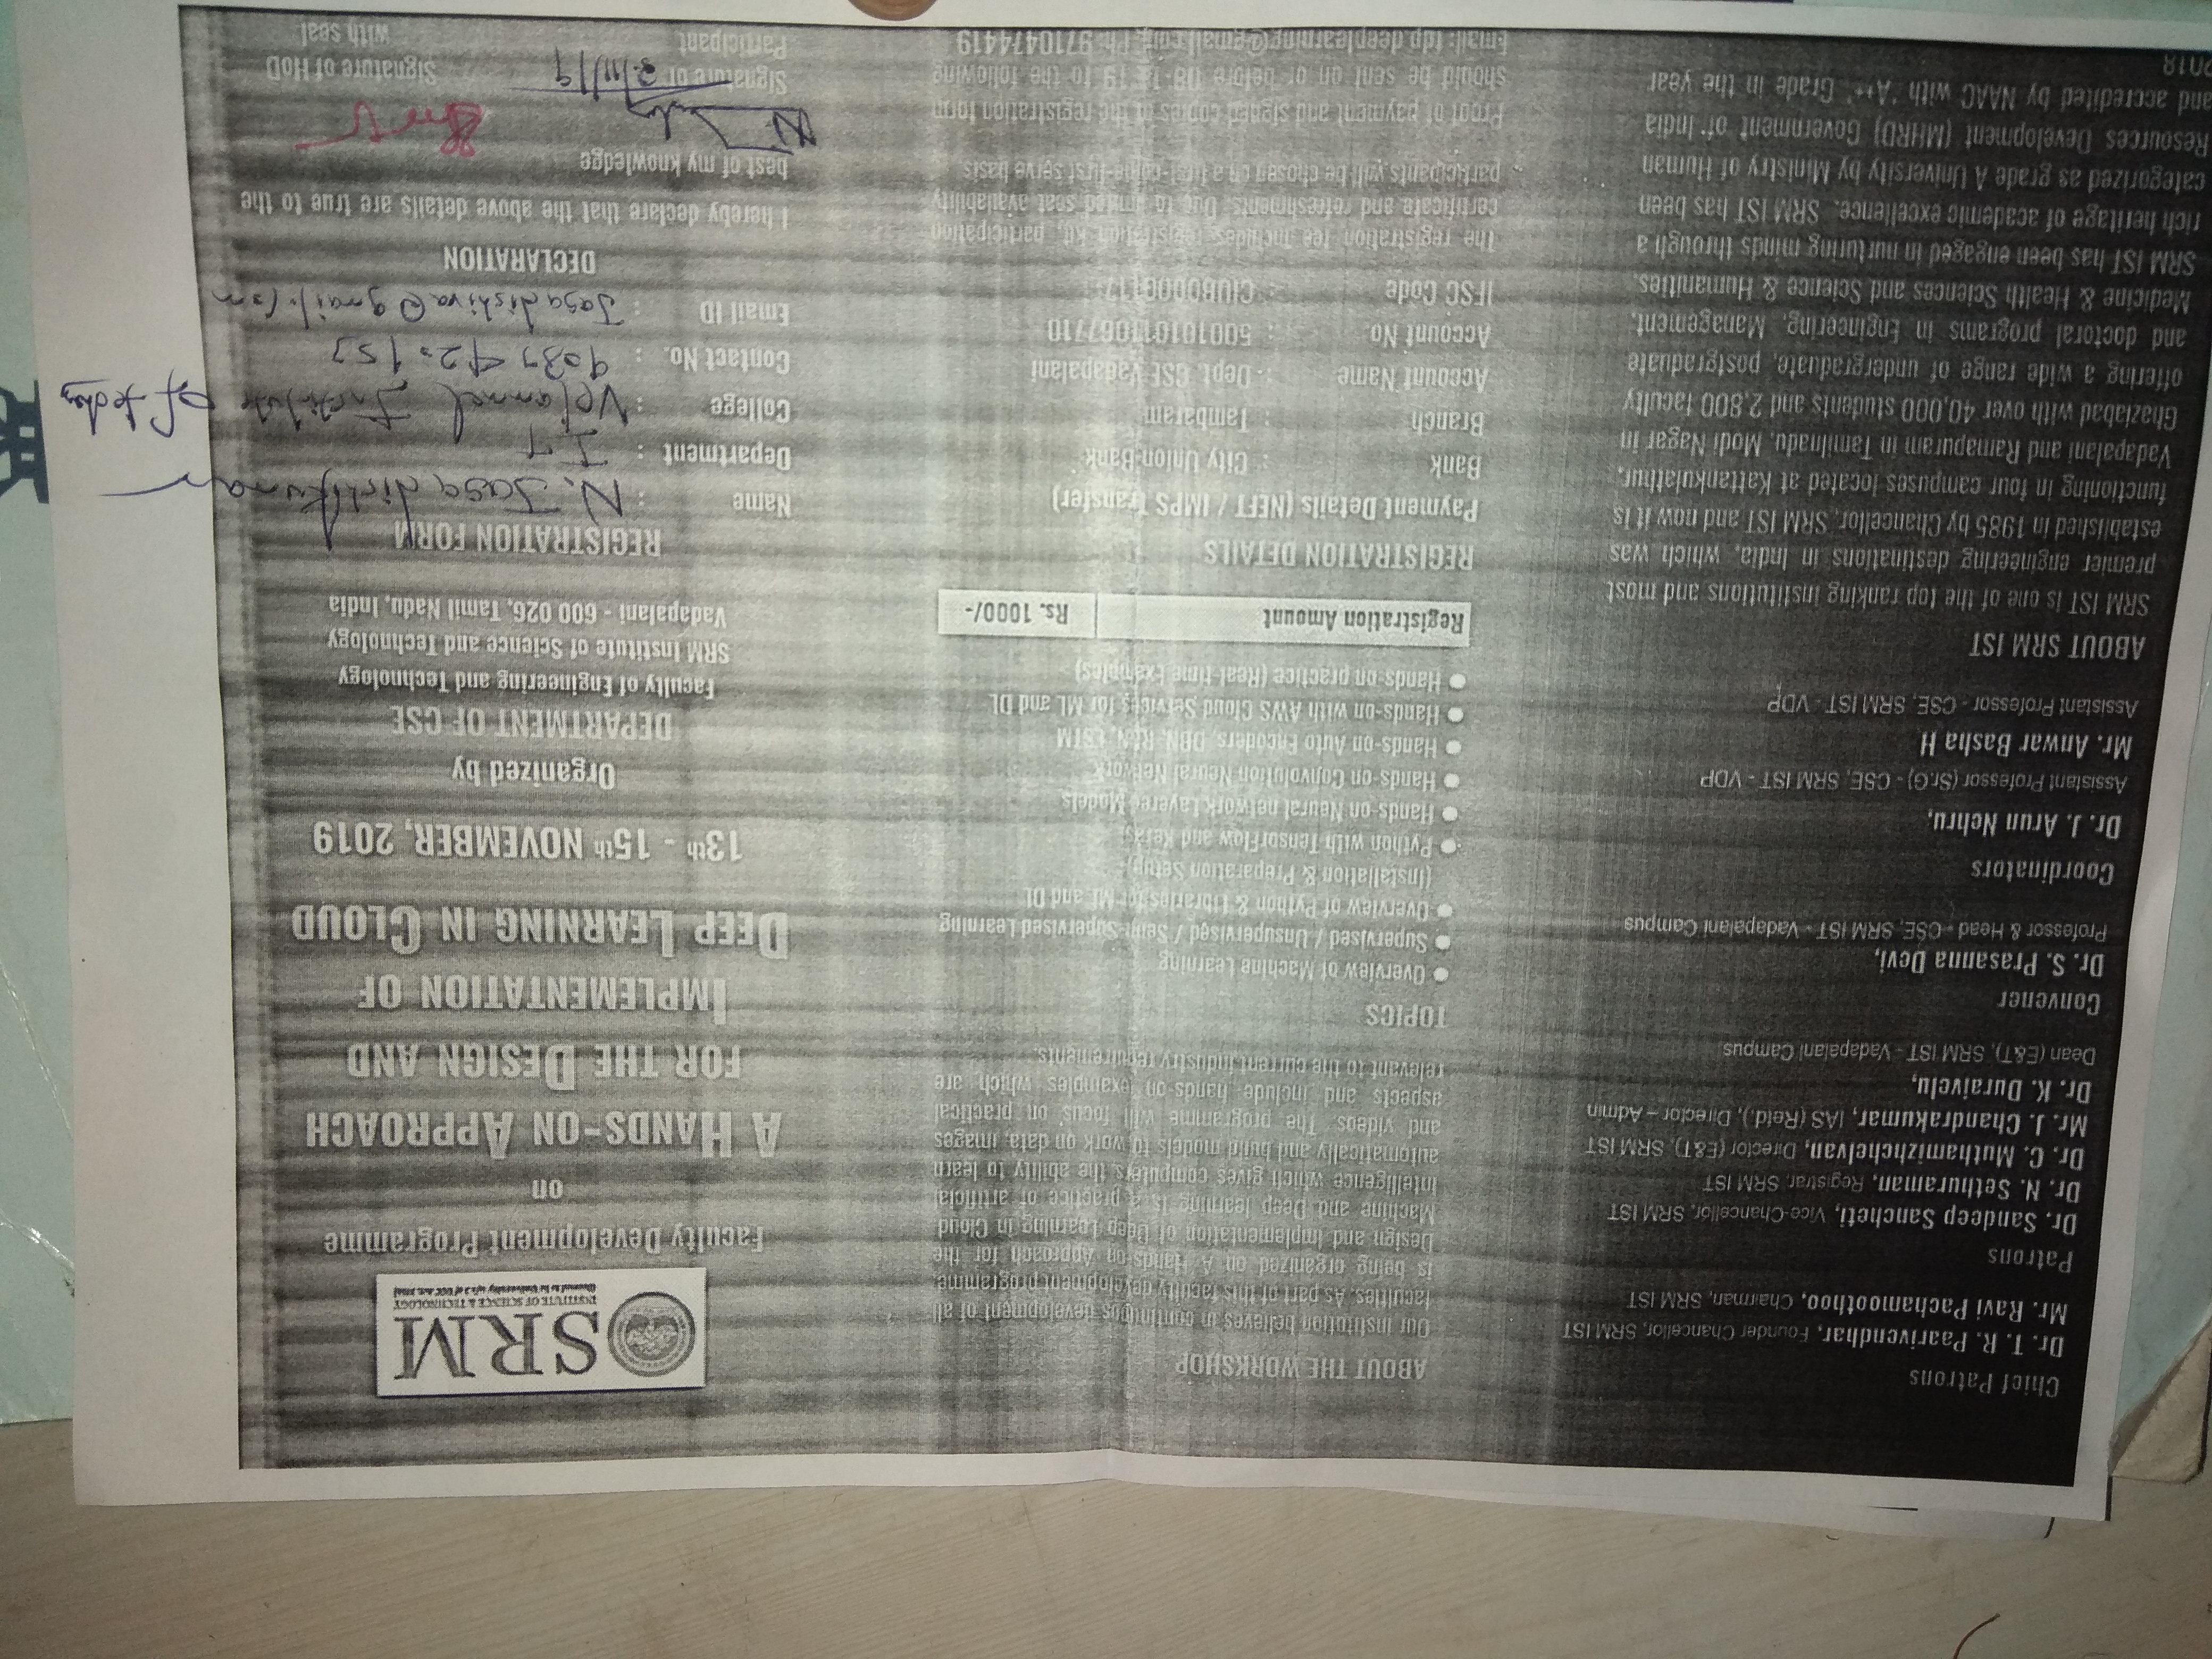 Chief Patrons
Dr. T. R. Paarivendhar, Founder Chancellor, SRM IST
Mr. Ravi Pachamoothoo, Chairman, SRM IST
Patrons
Dr. Sandeep Sancheti, Vice-Chancellor, SRM IST
Dr. N. Sethuraman, Registrar, SRM IST
Dr. C. Muthamizhchelvan, Director (E&T), SRM IST
Mr. J. Chandrakumar, IAS (Retd.), Director – Admin
Dr. K. Duraivelu,
Dean (E&T), SRM IST - Vadapalani Campus
Convener
Dr. S. Prasanna Devi,
Professor & Head - CSE, SRM IST - Vadapalani Campus
Coordinators
Dr. J. Arun Nehru,
Assistant Professor (Sr.G) - CSE, SRM IST - VDP
Mr. Anwar Basha H
Assistant Professor - CSE, SRM IST - VDP
ABOUT SRM IST
SRM IST is one of the top ranking institutions and most
premier engineering destinations in India, which was
established in 1985 by Chancellor, SRM IST and now it is
functioning in four campuses located at Kattankulathur,
Vadapalani and Ramapuram in Tamilnadu, Modi Nagar in
Ghaziabad with over 40,000 students and 2,800 faculty
offering a wide range of undergraduate, postgraduate
and doctoral programs in Engineering, Management,
Medicine & Health Sciences and Science & Humanities.
SRM IST has been engaged in nurturing minds through a
rich heritage of academic excellence. SRM IST has been
categorized as grade A University by Ministry of Human
Resources Development (MHRD) Government of India
and accredited by NAAC with 'A++' Grade in the year
2018
ABOUT THE WORKSHOP
Our institution believes in continuous development of all
faculties. As part of this faculty development programme
is being organized on A Hands-on Approach for the
Design and Implementation of Deep Learning in Cloud
Machine and Deep learning is a practice of artificial
intelligence which gives computers the ability to learn
automatically and build models to work on data, images
and videos. The programme will focus on practical
aspects and include hands-on examples which are
relevant to the current industry requirements.
TOPICS
● Overview of Machine Learning
● Supervised / Unsupervised / Semi-Supervised Learning
● Overview of Python & Libraries for ML and DL
(Installation & Preparation Setup)
● Python with TensorFlow and Keras
● Hands-on Neural network Layered Models
● Hands-on Convolution Neural Network
● Hands-on Auto Encoders, DBN, RNN, LSTM
● Hands-on with AWS Cloud Services for ML and DL
● Hands-on practice (Real-time Examples)
Registration Amount Rs. 1000/-
REGISTRATION DETAILS
Payment Details (NEFT / IMPS Transfer)
Bank : City Union Bank
Branch : Tambaram
Account Name : Dept. CSE Vadapalani
Account No. : 500101011067710
IFSC Code : CIUB0000117
The registration fee includes registration kit, participation
certificate and refreshments. Due to limited seat availability
participants will be chosen on a first-come-first serve basis
Proof of payment and signed copies of the registration form
should be sent on or before 08-11-19 to the following
Email: fdp.deeplearning@gmail.com, Ph: 9710474419
SRM
INSTITUTE OF SCIENCE & TECHNOLOGY
(Deemed to be University u/s 3 of UGC Act, 1956)
Faculty Development Programme
on
A HANDS-ON APPROACH
FOR THE DESIGN AND
IMPLEMENTATION OF
DEEP LEARNING IN CLOUD
13th - 15th NOVEMBER, 2019
Organized by
DEPARTMENT OF CSE
Faculty of Engineering and Technology
SRM Institute of Science and Technology
Vadapalani - 600 026, Tamil Nadu, India
REGISTRATION FORM
Name : N. Jagadish Kumar
Department : IT
College : Velammel Institute of
Contact No. :
Email ID : Jagadishiva@gmail.com
DECLARATION
I hereby declare that the above details are true to the
best of my knowledge
Signature of Participant
Signature of HoD with seal